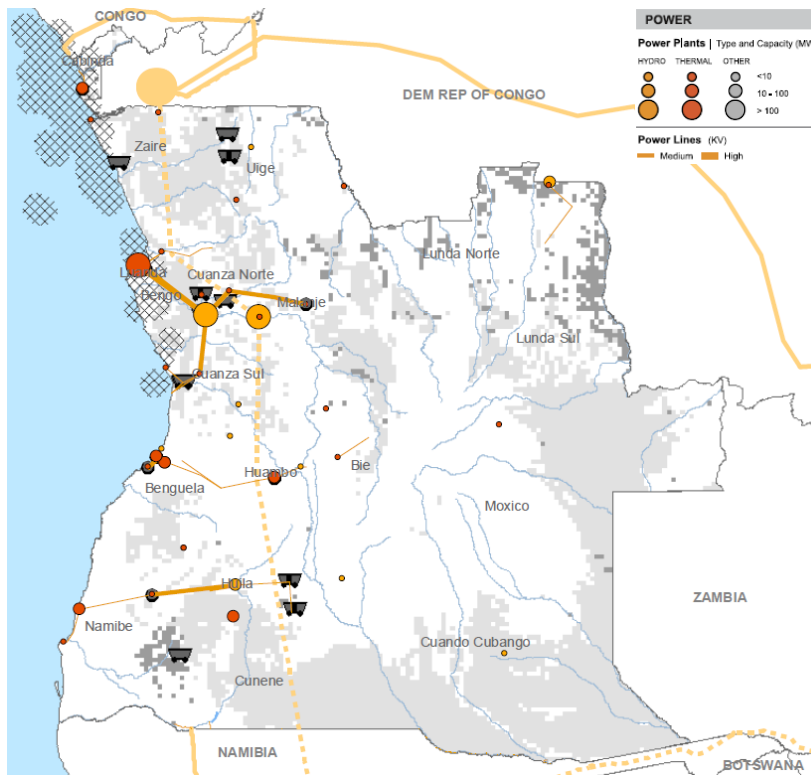 CONGO
POWER
Power Plants | Type and Capacity (MW
HYDRO THERMAL OTHER
<10
10 - 100
> 100
Power Lines (KV)
Medium High
Cabinda
DEM REP OF CONGO
Zaire
Uige
Lunda Norte
Luanda
Cuanza Norte
Bengo
Malanje
Lunda Sul
Cuanza Sul
Huambo
Bie
Benguela
Moxico
Huila
ZAMBIA
Namibe
Cuando Cubango
Cunene
NAMIBIA
BOTSWANA